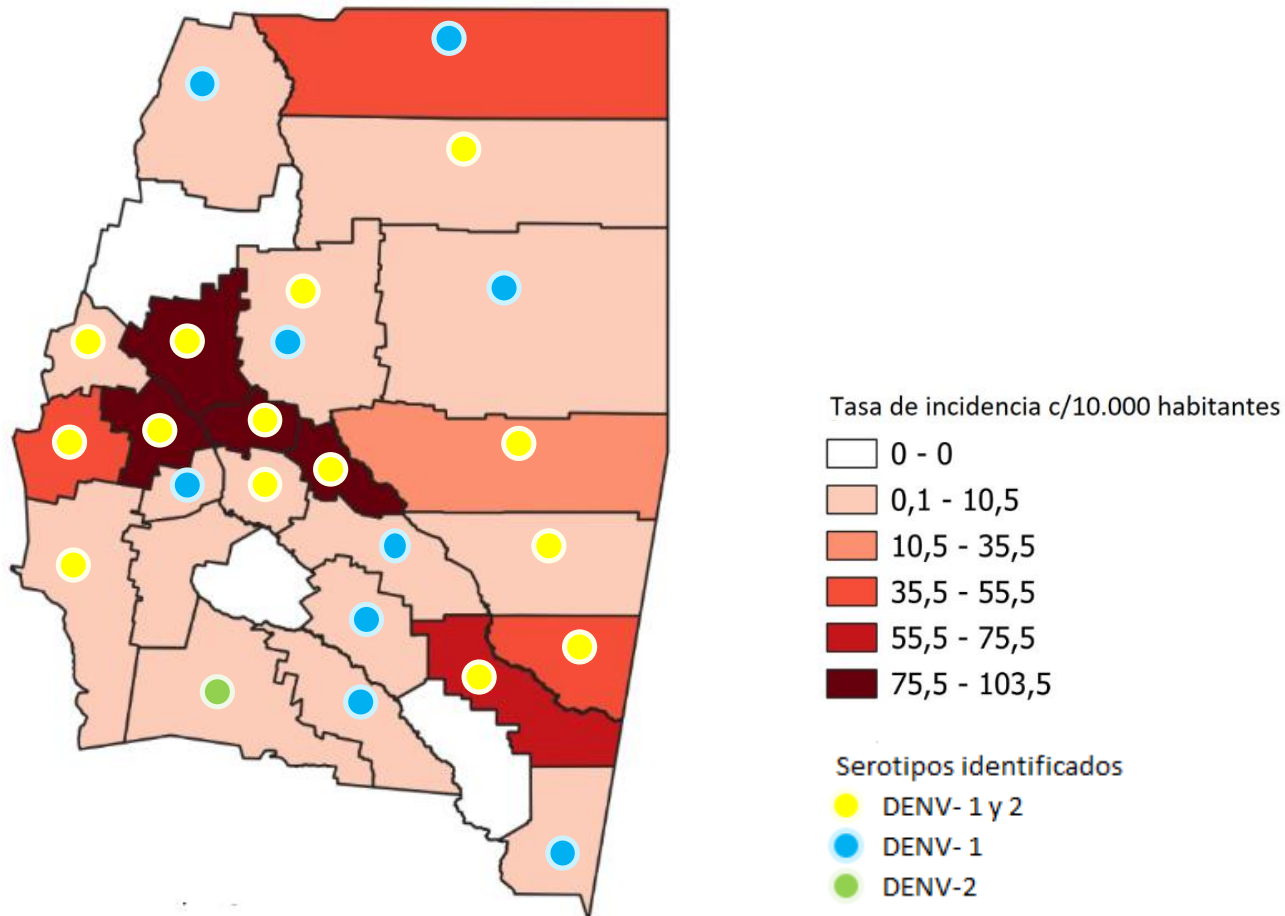 Tasa de incidencia c/10.000 habitantes
0 - 0
0,1 - 10,5
10,5 - 35,5
35,5 - 55,5
55,5 - 75,5
75,5 - 103,5
Serotipos identificados
DENV- 1 y 2
DENV- 1
DENV-2